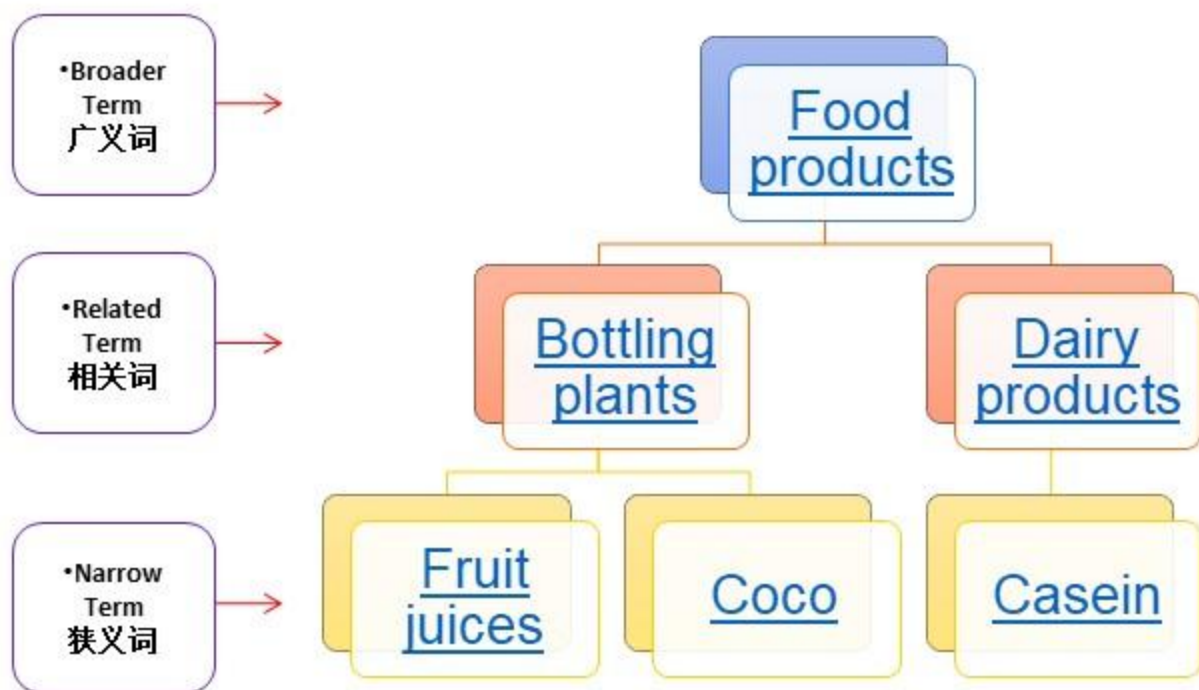 •Broader
Term
广义词
Food
products
•Related
Term
相关词
Bottling
plants
Dairy
products
•Narrow
Term
狭义词
Fruit
juices
Coco
Casein